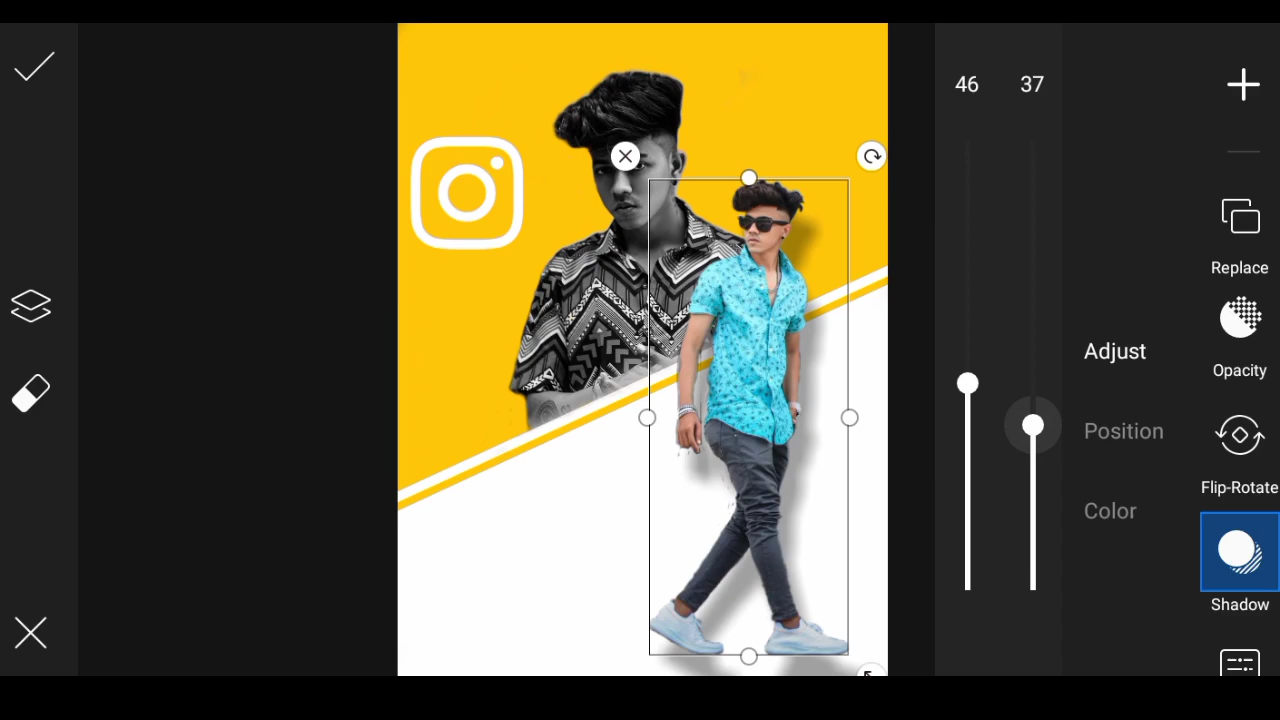 46 37
Replace
Adjust
Opacity
Position
Flip-Rotate
Color
Shadow